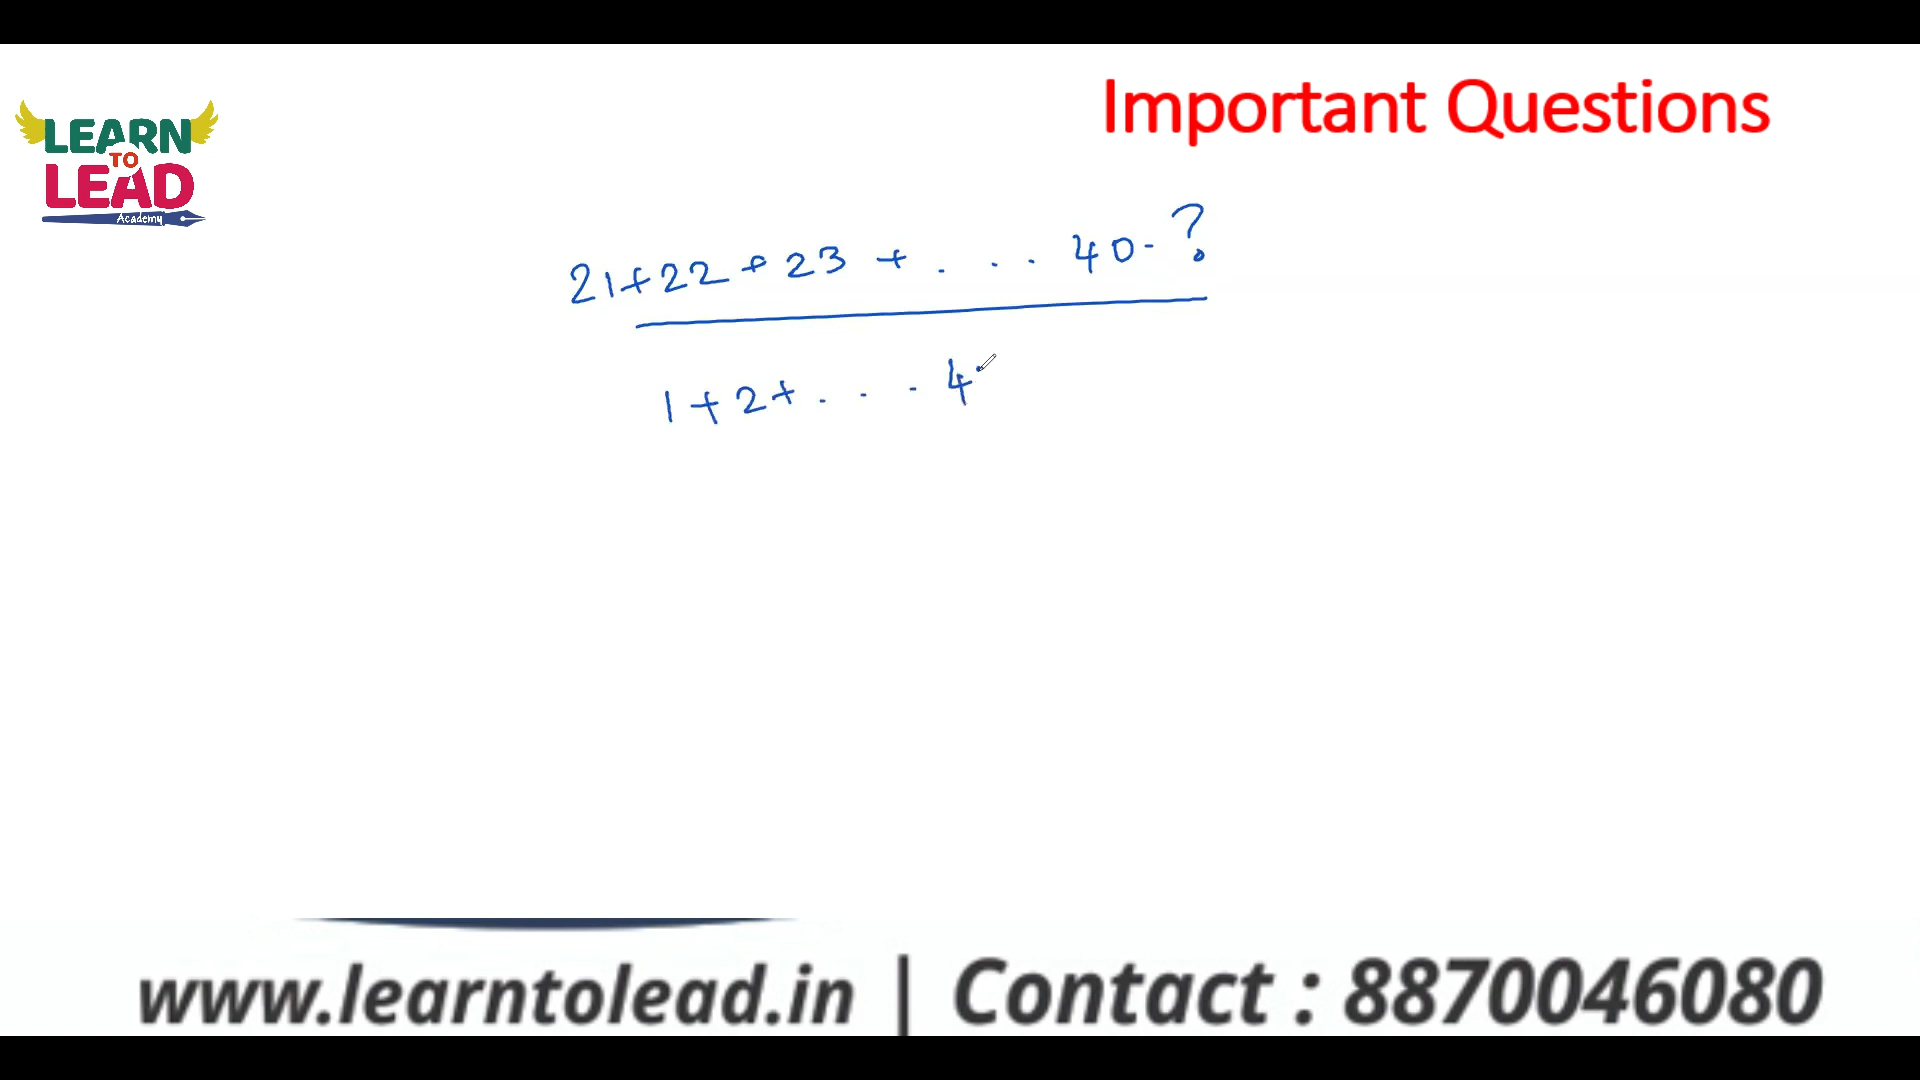 Important Questions
LEARN
TO
LEAD
Academy
21+22+23+...40-?
1+2+...4
www.learntolead.in | Contact : 8870046080